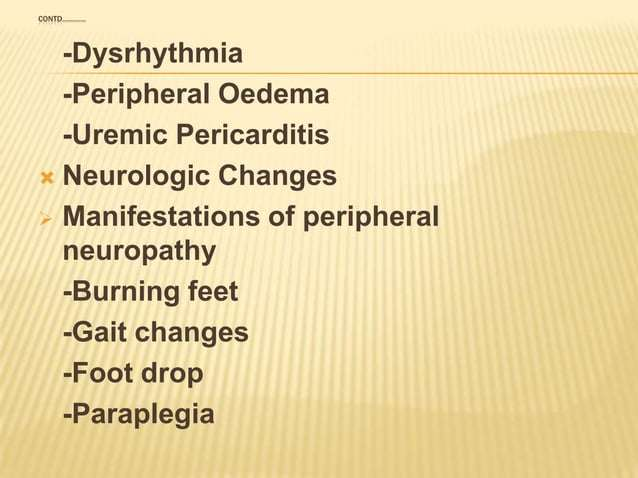 CONTD...............
-Dysrhythmia
-Peripheral Oedema
-Uremic Pericarditis
Neurologic Changes
Manifestations of peripheral
neuropathy
-Burning feet
-Gait changes
-Foot drop
-Paraplegia